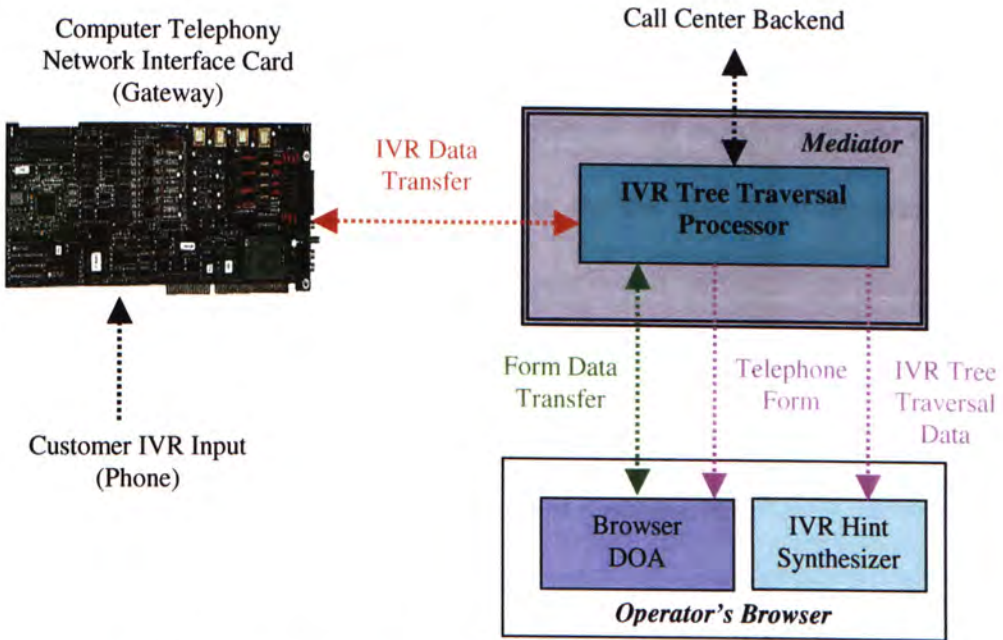 Computer Telephony
Network Interface Card
(Gateway)
Call Center Backend
IVR Data
Transfer
Mediator
IVR Tree Traversal
Processor
Form Data
Transfer
Telephone
Form
IVR Tree
Traversal
Data
Customer IVR Input
(Phone)
Browser
DOA
IVR Hint
Synthesizer
Operator's Browser